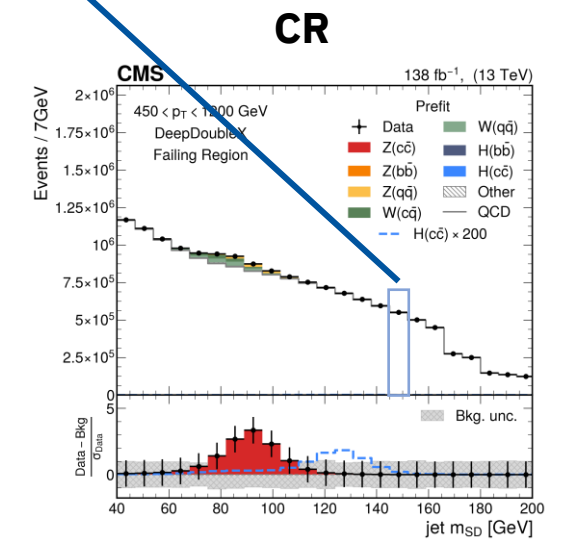 CR
CMS
138 fb⁻¹, (13 TeV)
Events / 7GeV
2×10⁶
1.75×10⁶
1.5×10⁶
1.25×10⁶
10⁶
7.5×10⁵
5×10⁵
2.5×10⁵
0
450 < p_T < 1200 GeV
DeepDoubleX
Failing Region
Prefit
Data
Z(cc̄)
Z(bb̄)
Z(qq̄)
W(cq̄)
W(qq̄)
H(bb̄)
H(cc̄)
Other
QCD
H(cc̄) × 200
Data − Bkg
σ_Data
5
0
Bkg. unc.
40 60 80 100 120 140 160 180 200
jet m_SD [GeV]